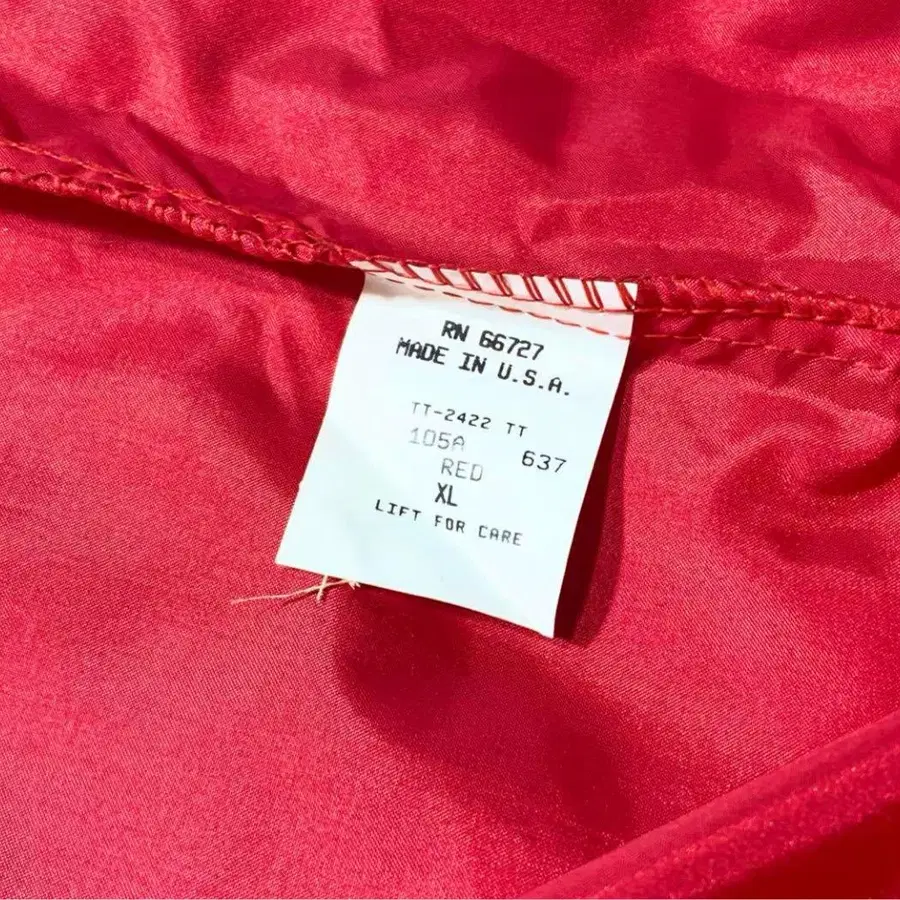 RN 66727
MADE IN U.S.A.
TT-2422 TT
105A 637
RED
XL
LIFT FOR CARE